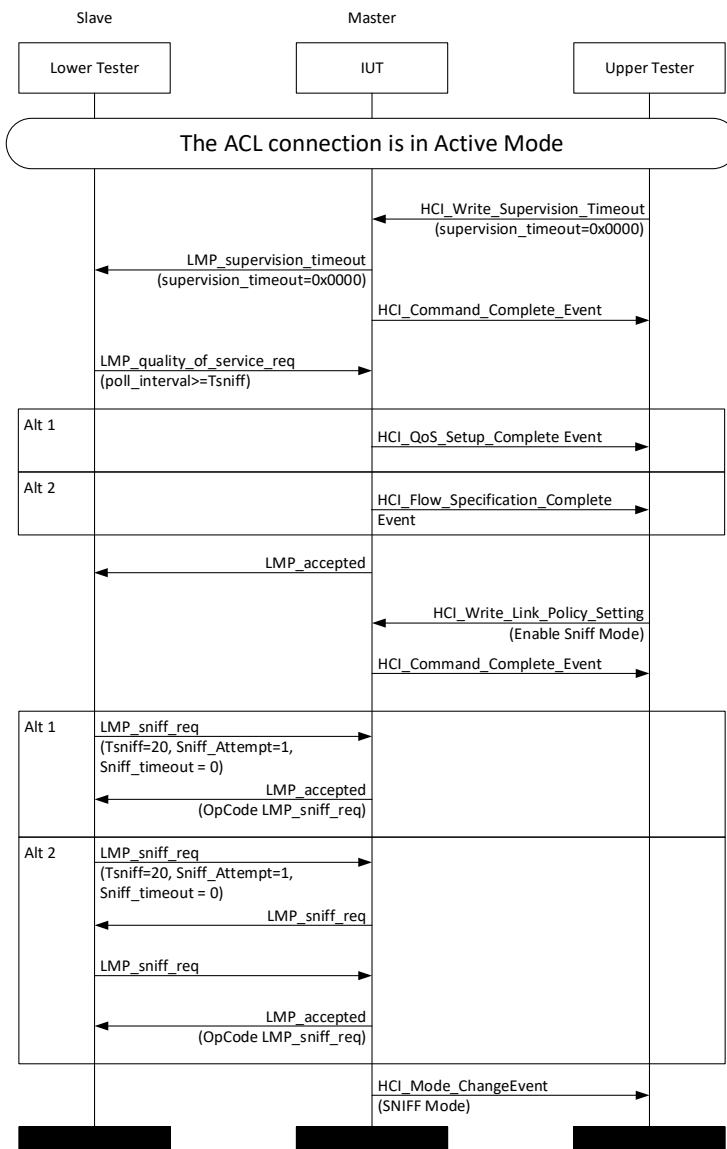 Slave Master
Lower Tester IUT Upper Tester
The ACL connection is in Active Mode
HCI_Write_Supervision_Timeout
(supervision_timeout=0x0000)
LMP_supervision_timeout
(supervision_timeout=0x0000)
HCI_Command_Complete_Event
LMP_quality_of_service_req
(poll_interval>=Tsniff)
Alt 1
HCI_QoS_Setup_Complete Event
Alt 2
HCI_Flow_Specification_Complete
Event
LMP_accepted
HCI_Write_Link_Policy_Setting
(Enable Sniff Mode)
HCI_Command_Complete_Event
Alt 1 LMP_sniff_req
(Tsniff=20, Sniff_Attempt=1,
Sniff_timeout = 0)
LMP_accepted
(OpCode LMP_sniff_req)
Alt 2 LMP_sniff_req
(Tsniff=20, Sniff_Attempt=1,
Sniff_timeout = 0)
LMP_sniff_req
LMP_sniff_req
LMP_accepted
(OpCode LMP_sniff_req)
HCI_Mode_ChangeEvent
(SNIFF Mode)